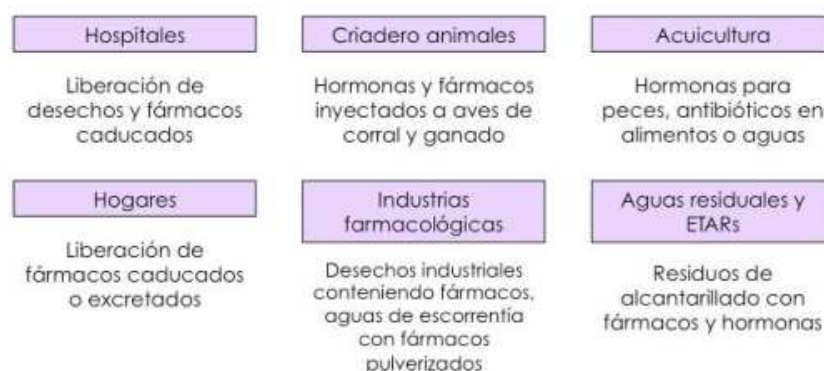 Hospitales
Liberación de
desechos y fármacos
caducados
Criadero animales
Hormonas y fármacos
inyectados a aves de
corral y ganado
Acuicultura
Hormonas para
peces, antibióticos en
alimentos o aguas
Hogares
Liberación de
fármacos caducados
o excretados
Industrias
farmacológicas
Desechos industriales
conteniendo fármacos,
aguas de escorrentía
con fármacos
pulverizados
Aguas residuales y
ETARs
Residuos de
alcantarillado con
fármacos y hormonas